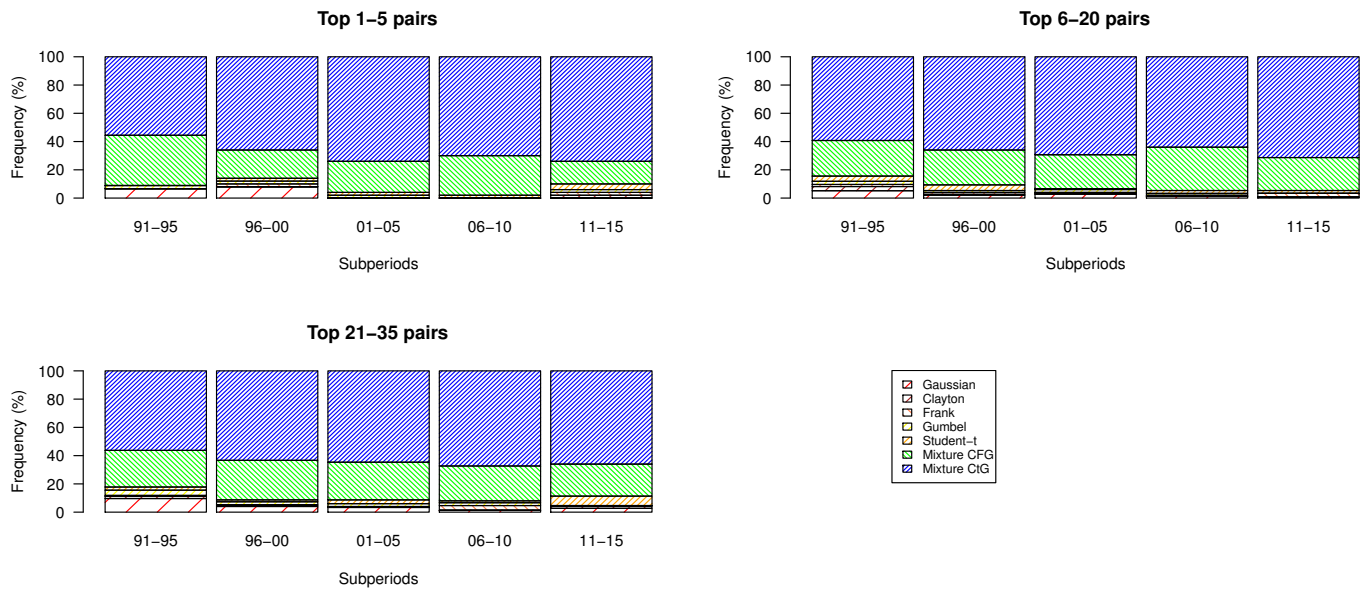 Top 1−5 pairs
Frequency (%)
100
80
60
40
20
0
91−95 96−00 01−05 06−10 11−15
Subperiods
Top 6−20 pairs
Frequency (%)
100
80
60
40
20
0
91−95 96−00 01−05 06−10 11−15
Subperiods
Top 21−35 pairs
Frequency (%)
100
80
60
40
20
0
91−95 96−00 01−05 06−10 11−15
Subperiods
Gaussian
Clayton
Frank
Gumbel
Student−t
Mixture CFG
Mixture CtG